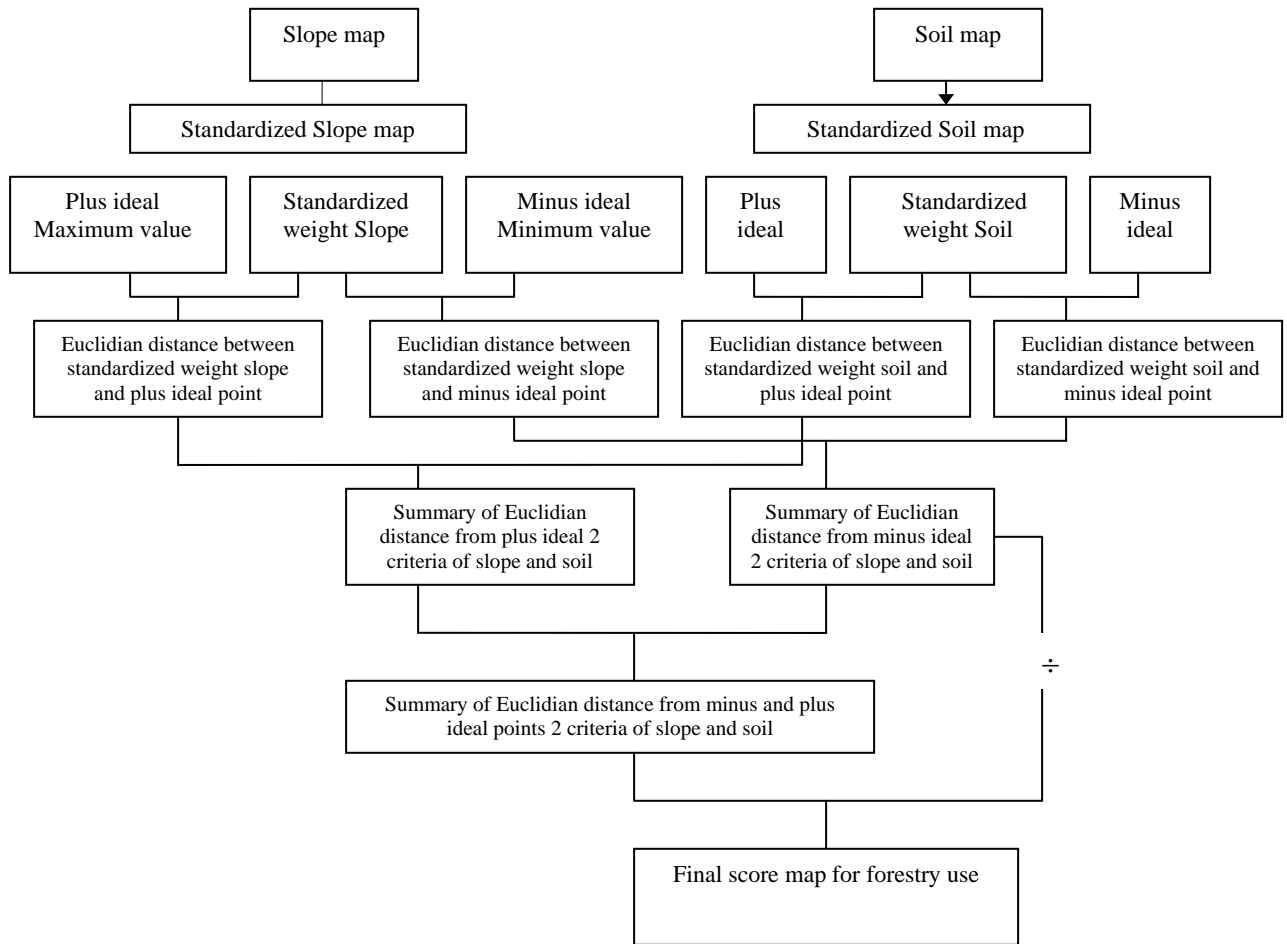 Slope map
Soil map
Standardized Slope map
Standardized Soil map
Plus ideal
Maximum value
Standardized
weight Slope
Minus ideal
Minimum value
Plus
ideal
Standardized
weight Soil
Minus
ideal
Euclidian distance between
standardized weight slope
and plus ideal point
Euclidian distance between
standardized weight slope
and minus ideal point
Euclidian distance between
standardized weight soil and
plus ideal point
Euclidian distance between
standardized weight soil and
minus ideal point
Summary of Euclidian
distance from plus ideal 2
criteria of slope and soil
Summary of Euclidian
distance from minus ideal
2 criteria of slope and soil
÷
Summary of Euclidian distance from minus and plus
ideal points 2 criteria of slope and soil
Final score map for forestry use